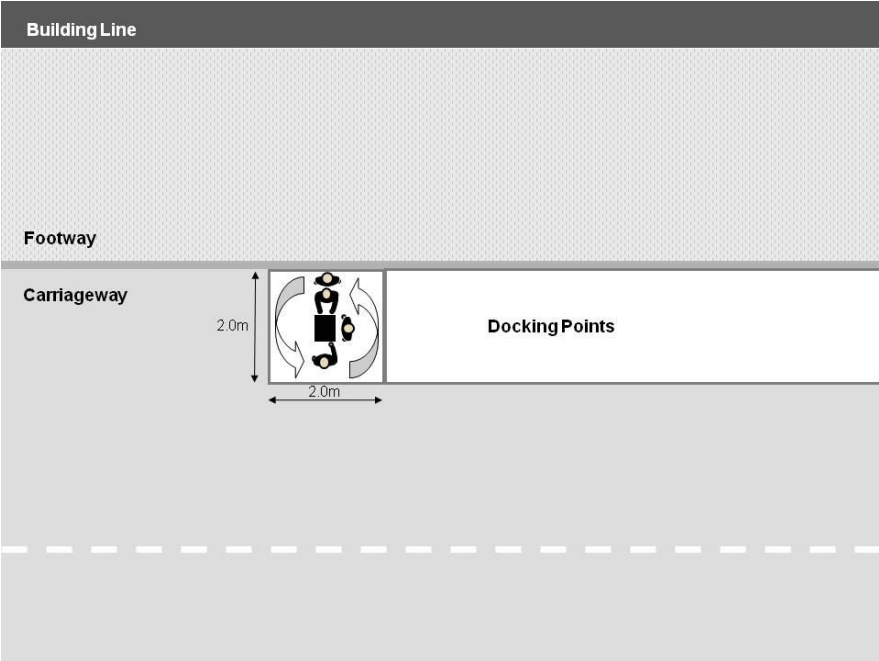 Building Line
Footway
Carriageway
2.0m
Docking Points
2.0m